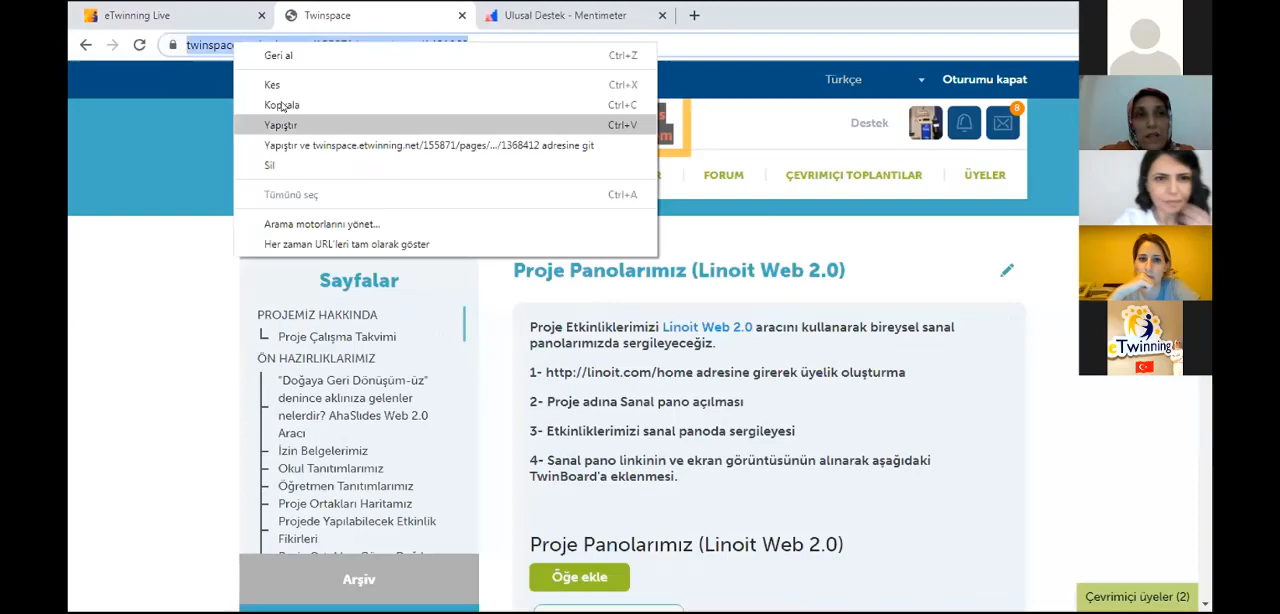 eTwinning Live
Twinspace
Ulusal Destek - Mentimeter
twinspace
Geri al Ctrl+Z
Kes Ctrl+X
Kopyala Ctrl+C
Yapıştır Ctrl+V
Yapıştır ve twinspace.etwinning.net/155871/pages/.../1368412 adresine git
Sil
Tümünü seç Ctrl+A
Arama motorlarını yönet...
Her zaman URL'leri tam olarak göster
Türkçe
Oturumu kapat
Destek
8
FORUM
ÇEVRİMİÇİ TOPLANTILAR
ÜYELER
Sayfalar
PROJEMIZ HAKKINDA
Proje Çalışma Takvimi
ÖN HAZIRLIKLARIMIZ
"Doğaya Geri Dönüşüm-üz"
denince aklınıza gelenler
nelerdir? AhaSlides Web 2.0
Aracı
İzin Belgelerimiz
Okul Tanıtımlarımız
Öğretmen Tanıtımlarımız
Proje Ortakları Haritamız
Projede Yapılabilecek Etkinlik
Fikirleri
Arşiv
Proje Panolarımız (Linoit Web 2.0)
Proje Etkinliklerimizi Linoit Web 2.0 aracını kullanarak bireysel sanal
panolarımızda sergileyeceğiz.
1- http://linoit.com/home adresine girerek üyelik oluşturma
2- Proje adına Sanal pano açılması
3- Etkinliklerimizi sanal panoda sergileyesi
4- Sanal pano linkinin ve ekran görüntüsünün alınarak aşağıdaki
TwinBoard'a eklenmesi.
Proje Panolarımız (Linoit Web 2.0)
Öğe ekle
eTwinning
Çevrimiçi üyeler (2)